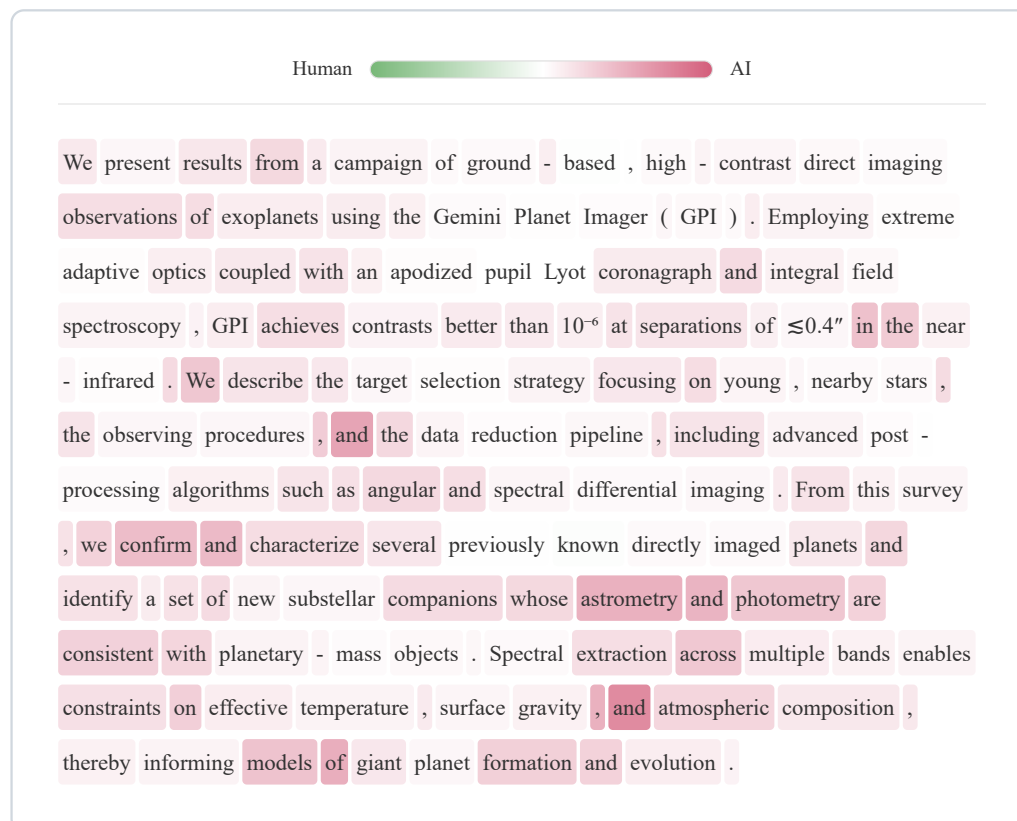 Human AI
We present results from a campaign of ground - based , high - contrast direct imaging
observations of exoplanets using the Gemini Planet Imager ( GPI ) . Employing extreme
adaptive optics coupled with an apodized pupil Lyot coronagraph and integral field
spectroscopy , GPI achieves contrasts better than 10⁻⁶ at separations of ≲0.4″ in the near
- infrared . We describe the target selection strategy focusing on young , nearby stars ,
the observing procedures , and the data reduction pipeline , including advanced post -
processing algorithms such as angular and spectral differential imaging . From this survey
, we confirm and characterize several previously known directly imaged planets and
identify a set of new substellar companions whose astrometry and photometry are
consistent with planetary - mass objects . Spectral extraction across multiple bands enables
constraints on effective temperature , surface gravity , and atmospheric composition ,
thereby informing models of giant planet formation and evolution .